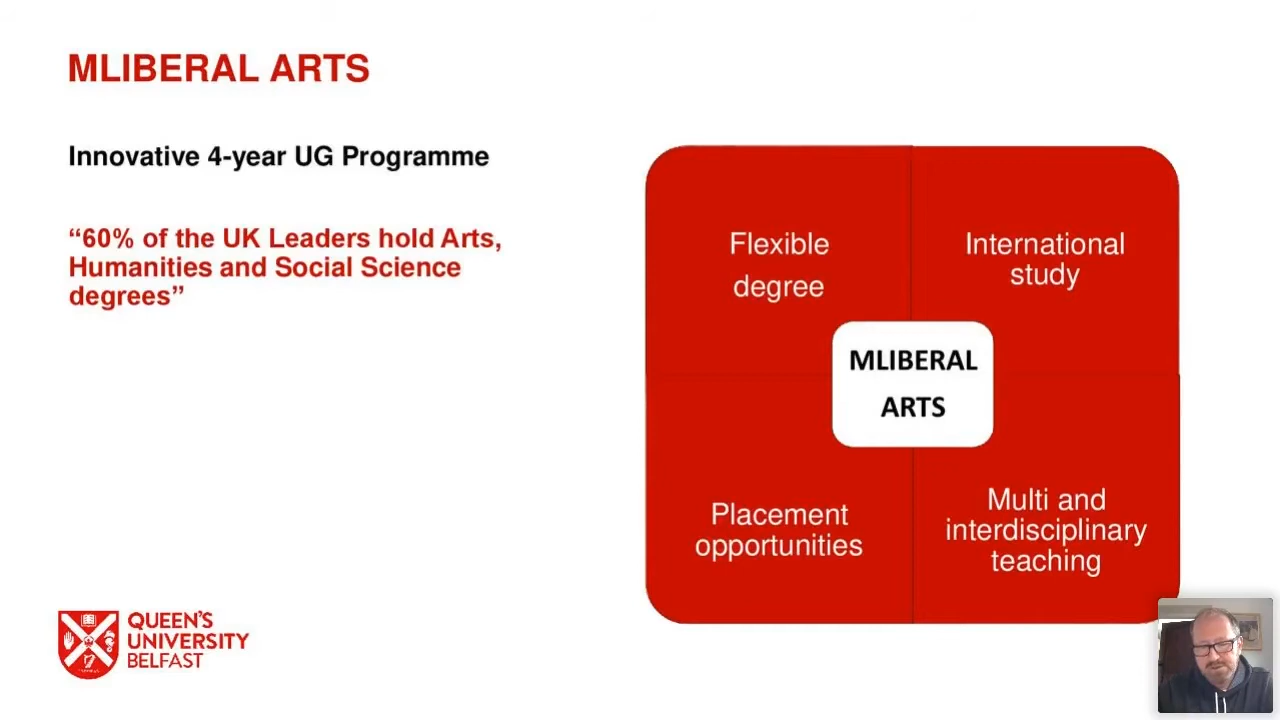 MLIBERAL ARTS
Innovative 4-year UG Programme
“60% of the UK Leaders hold Arts,
Humanities and Social Science
degrees”
Flexible
degree
International
study
MLIBERAL
ARTS
Placement
opportunities
Multi and
interdisciplinary
teaching
QUEEN'S
UNIVERSITY
BELFAST